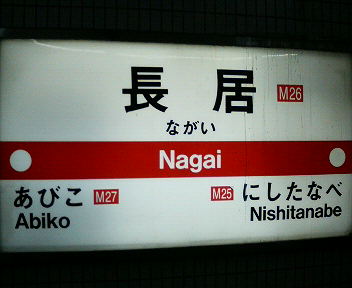 長居 M26
ながい
Nagai
あびこ M27 M25 にしたなべ
Abiko Nishitanabe